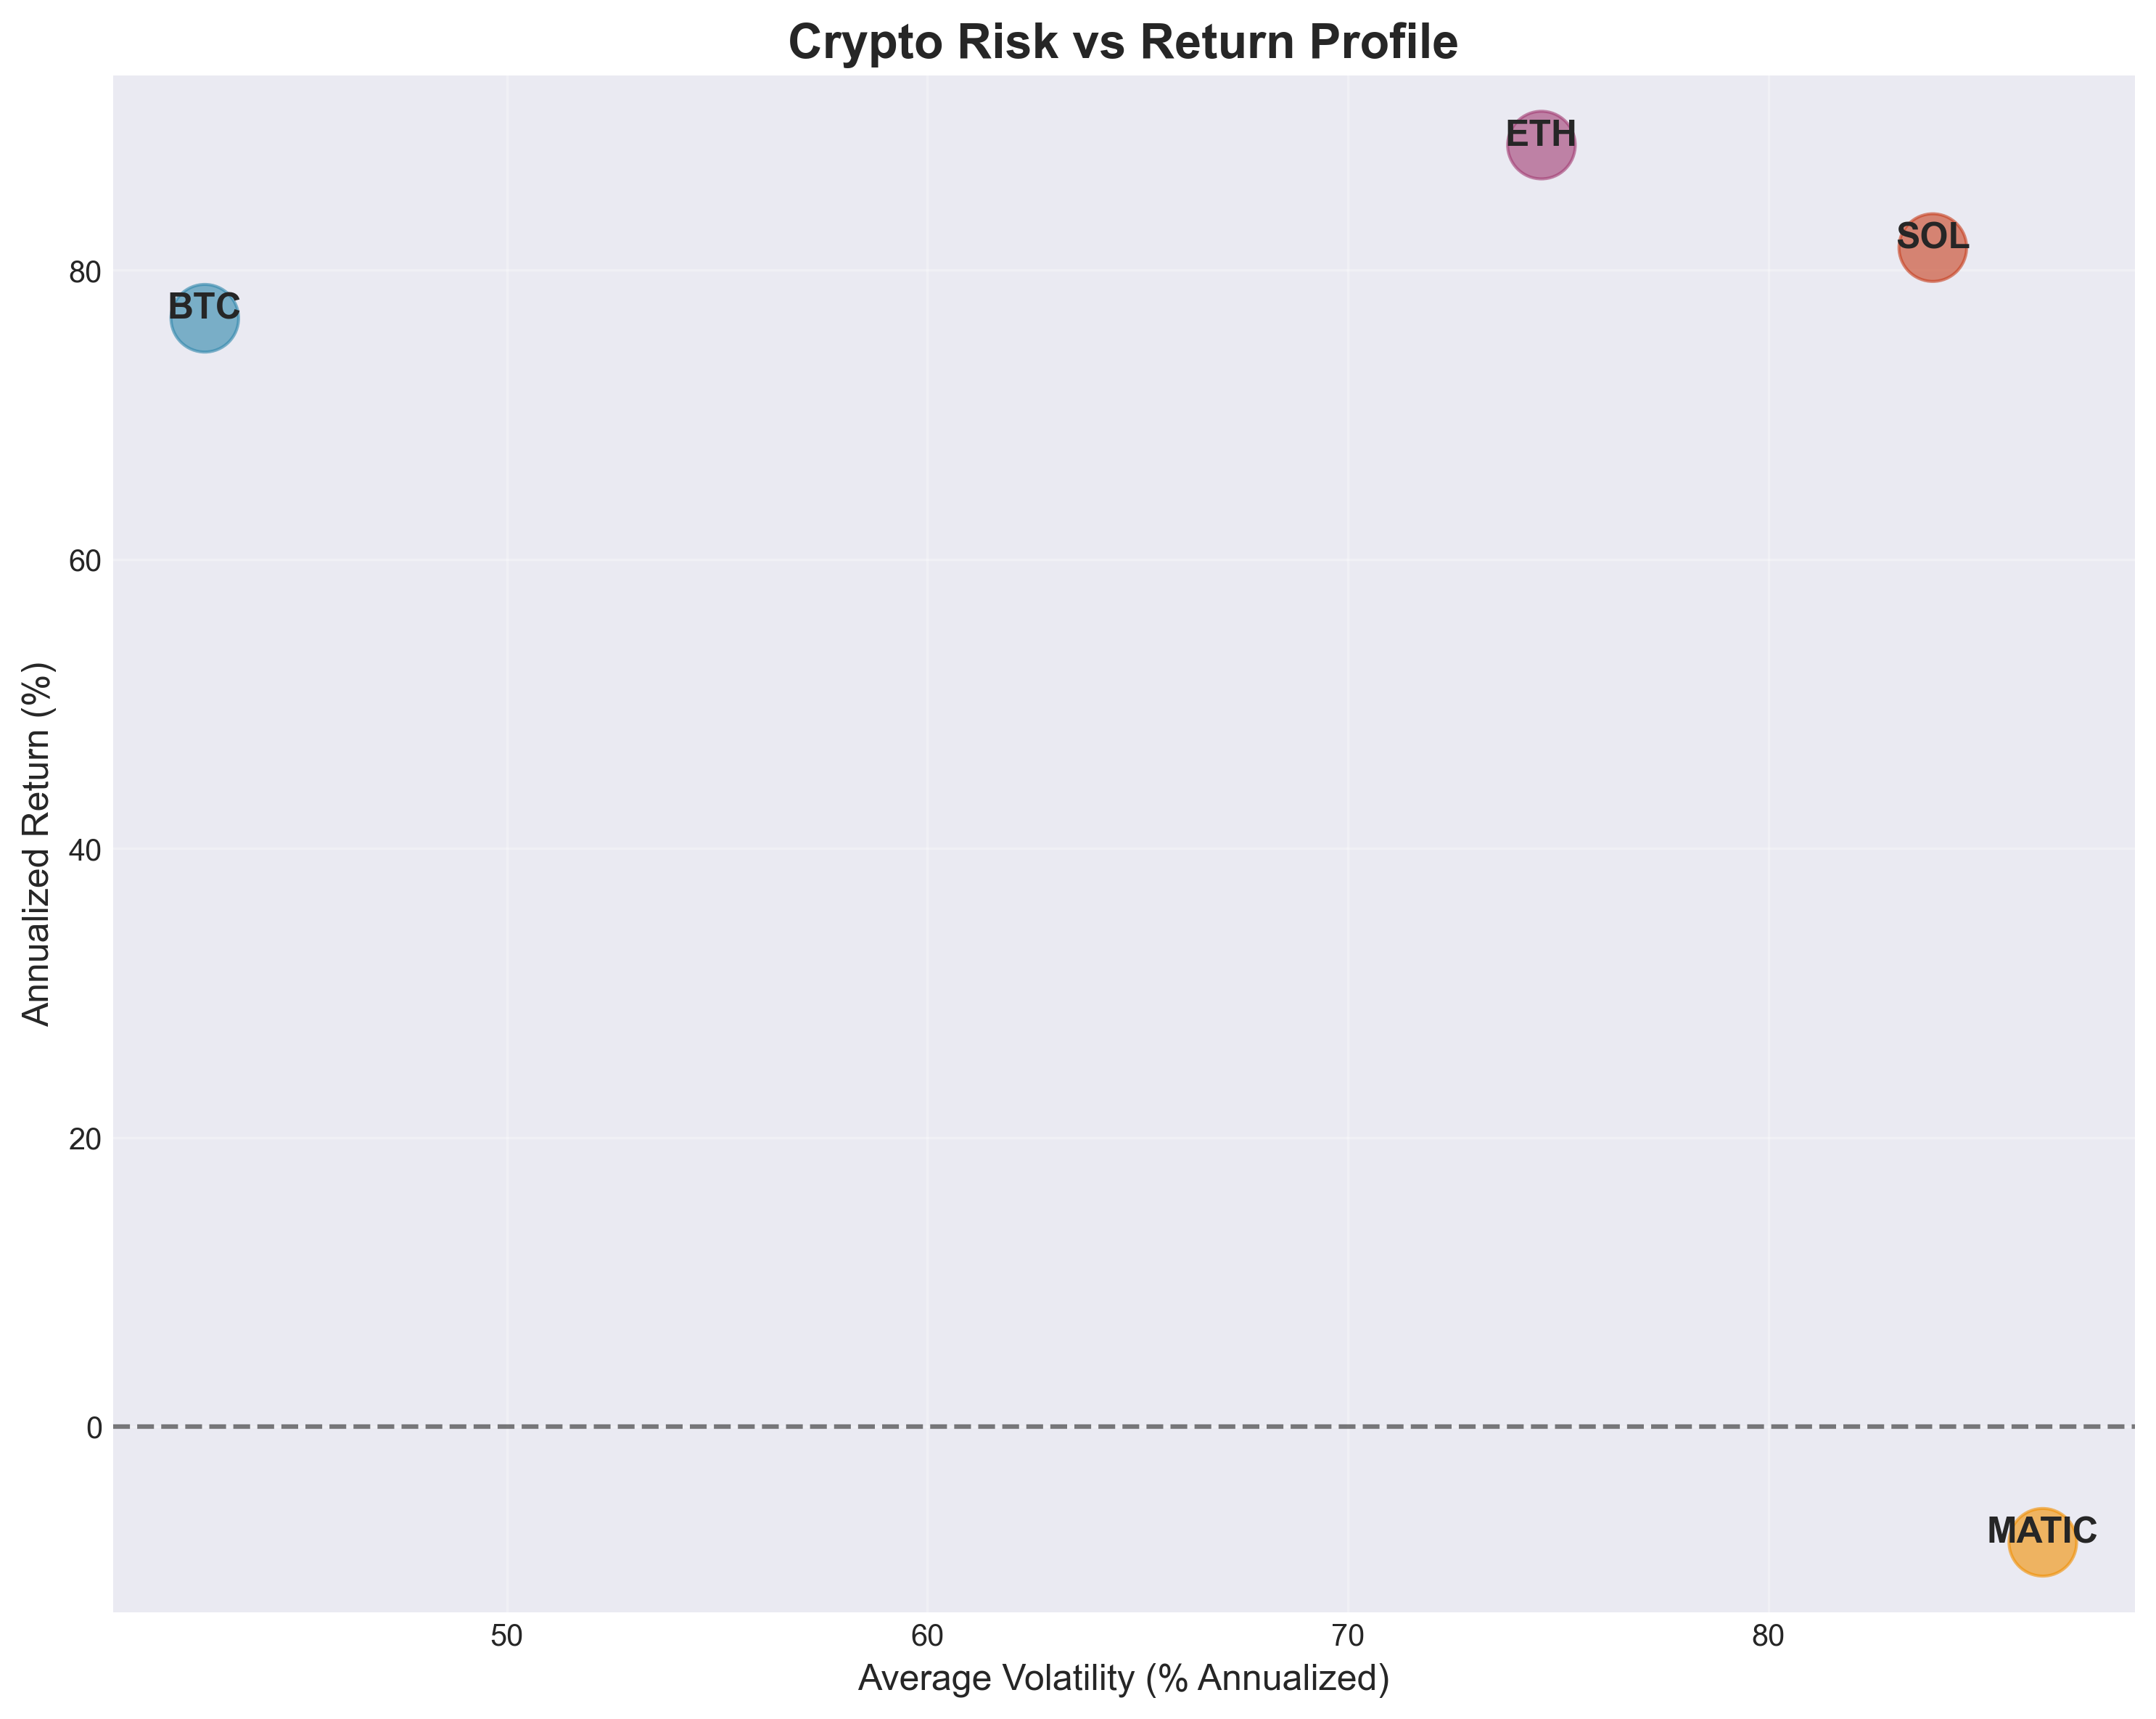 Crypto Risk vs Return Profile
ETH
SOL
80
BTC
60
Annualized Return (%)
40
20
0
MATIC
50 60 70 80
Average Volatility (% Annualized)